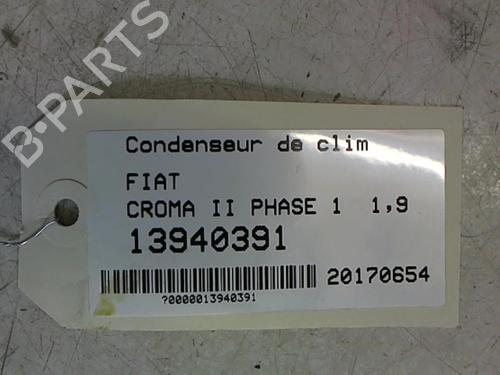 B-PARTS
Condenseur de clim
FIAT
CROMA II PHASE 1 1,9
13940391
20170654
?0000013940391